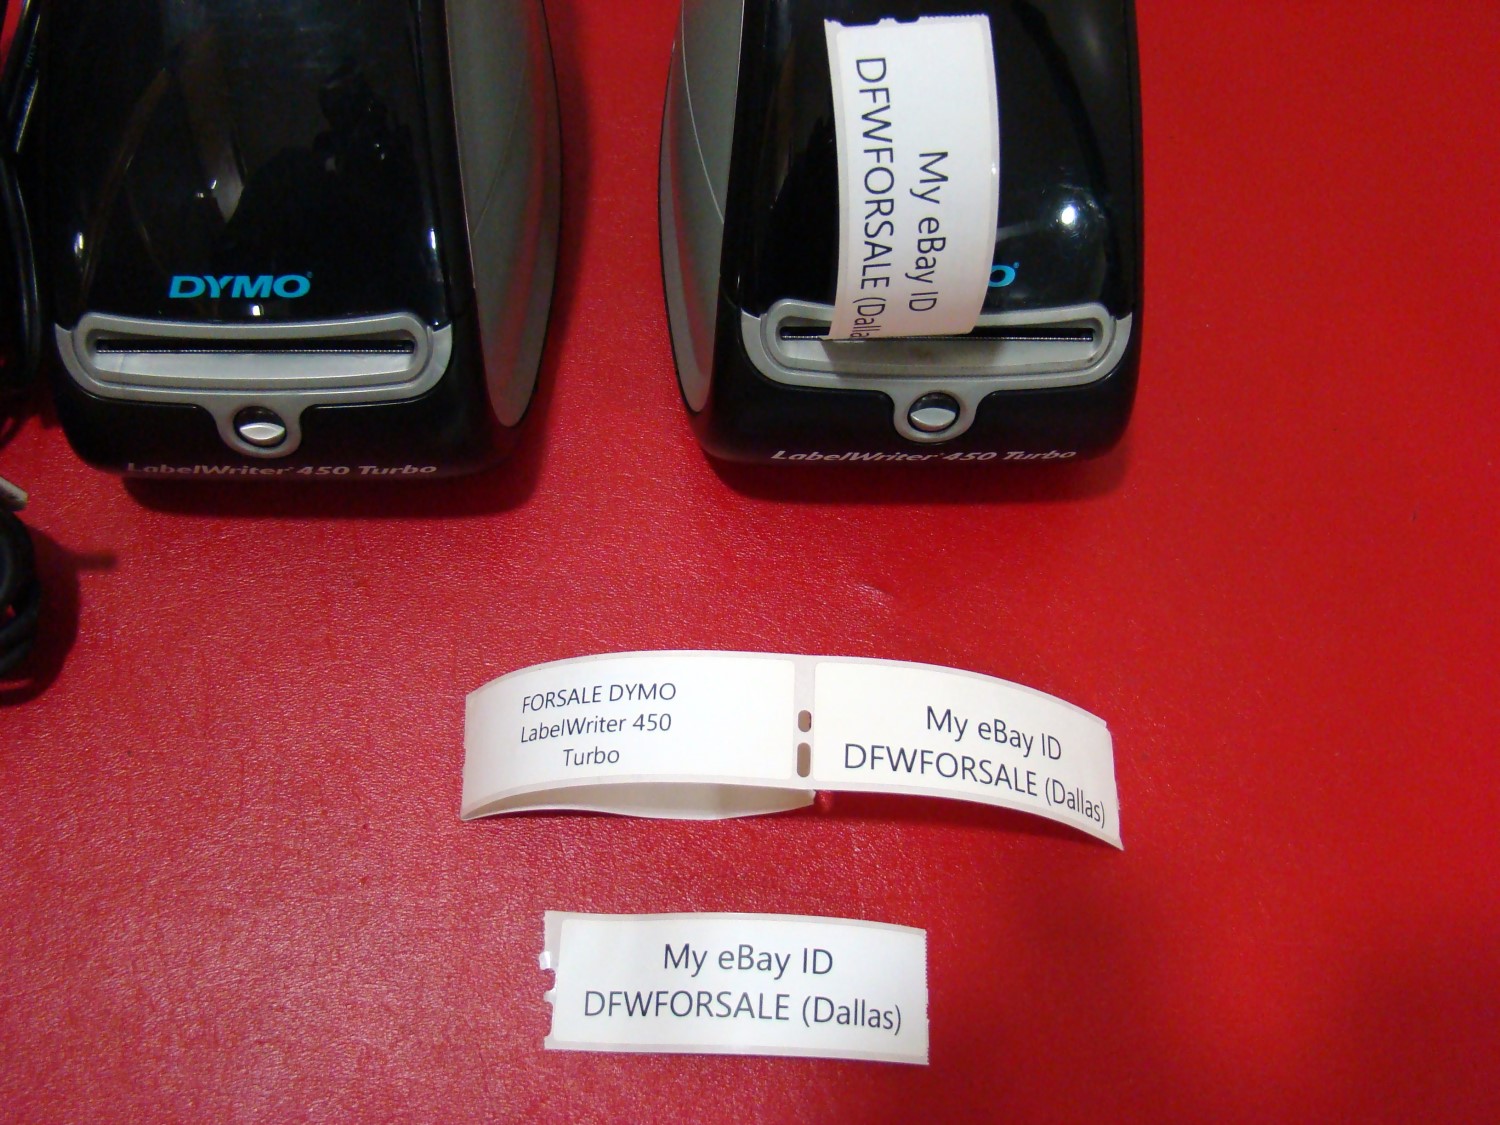 DYMO
LabelWriter 450 Turbo
My eBay ID
DFWFORSALE (Dalla
O
LabelWriter 450 Turbo
FORSALE DYMO
LabelWriter 450
Turbo
My eBay ID
DFWFORSALE (Dallas)
My eBay ID
DFWFORSALE (Dallas)